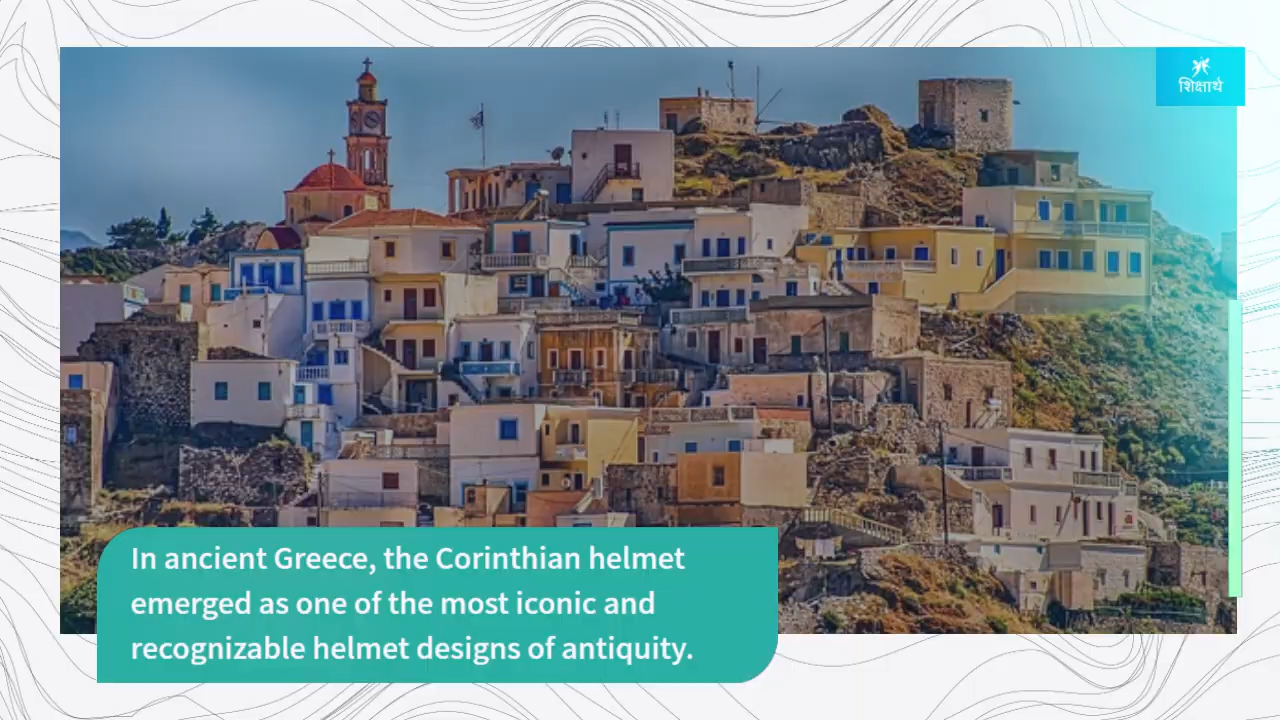 शिक्षार्थ
In ancient Greece, the Corinthian helmet
emerged as one of the most iconic and
recognizable helmet designs of antiquity.